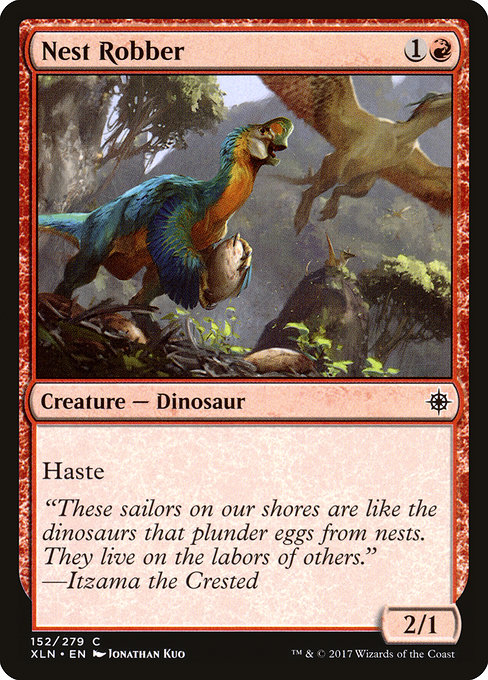 Nest Robber 1
Creature — Dinosaur
Haste
“These sailors on our shores are like the
dinosaurs that plunder eggs from nests.
They live on the labors of others.”
—Itzama the Crested
2/1
152/279 C
XLN • EN Jonathan Kuo
™ & © 2017 Wizards of the Coast